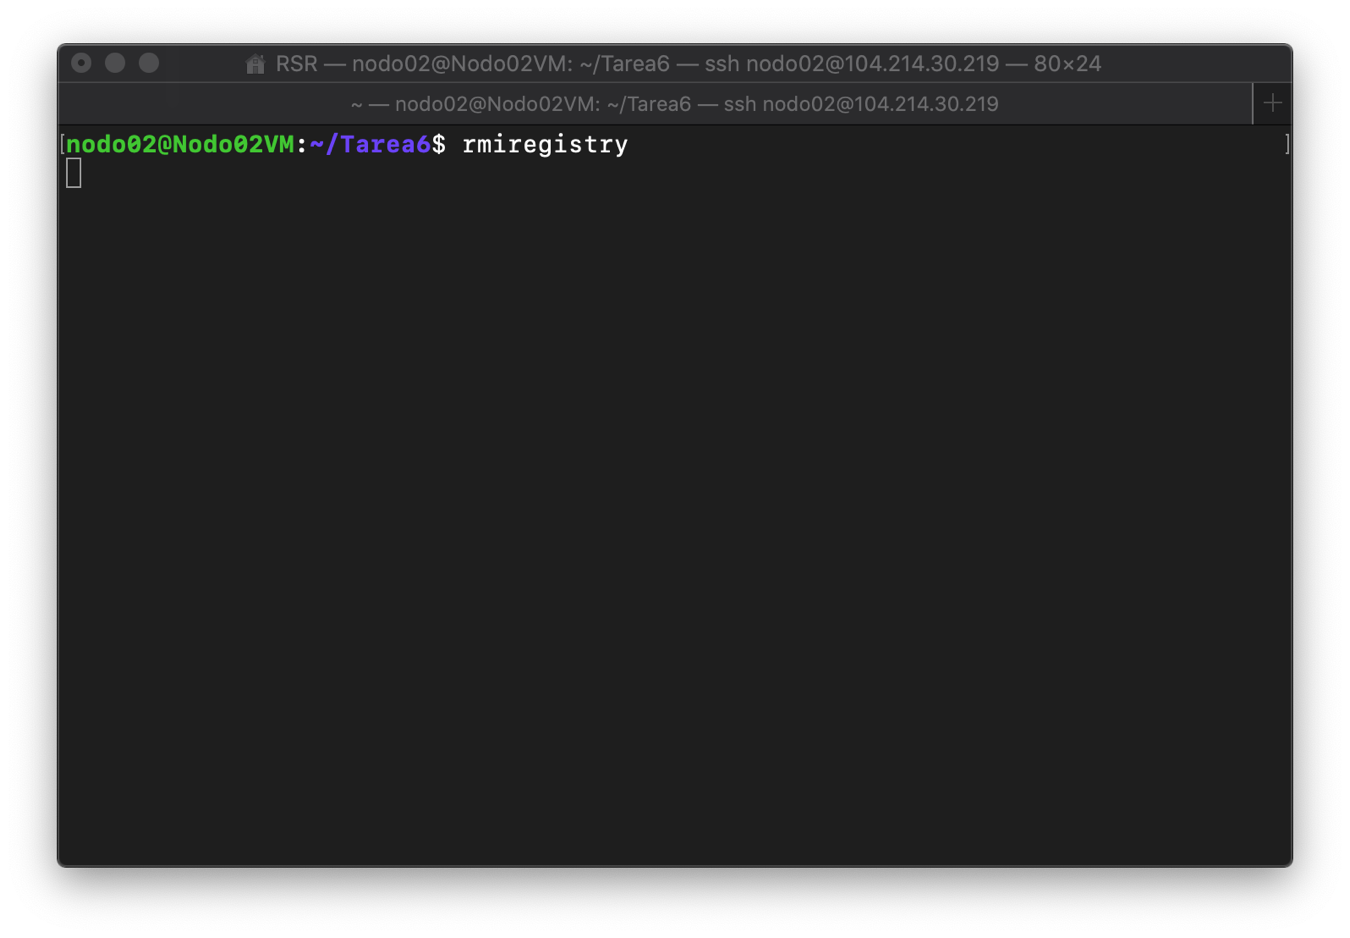 RSR — nodo02@Nodo02VM: ~/Tarea6 — ssh nodo02@104.214.30.219 — 80×24
~ — nodo02@Nodo02VM: ~/Tarea6 — ssh nodo02@104.214.30.219 +
[nodo02@Nodo02VM:~/Tarea6$ rmiregistry ]